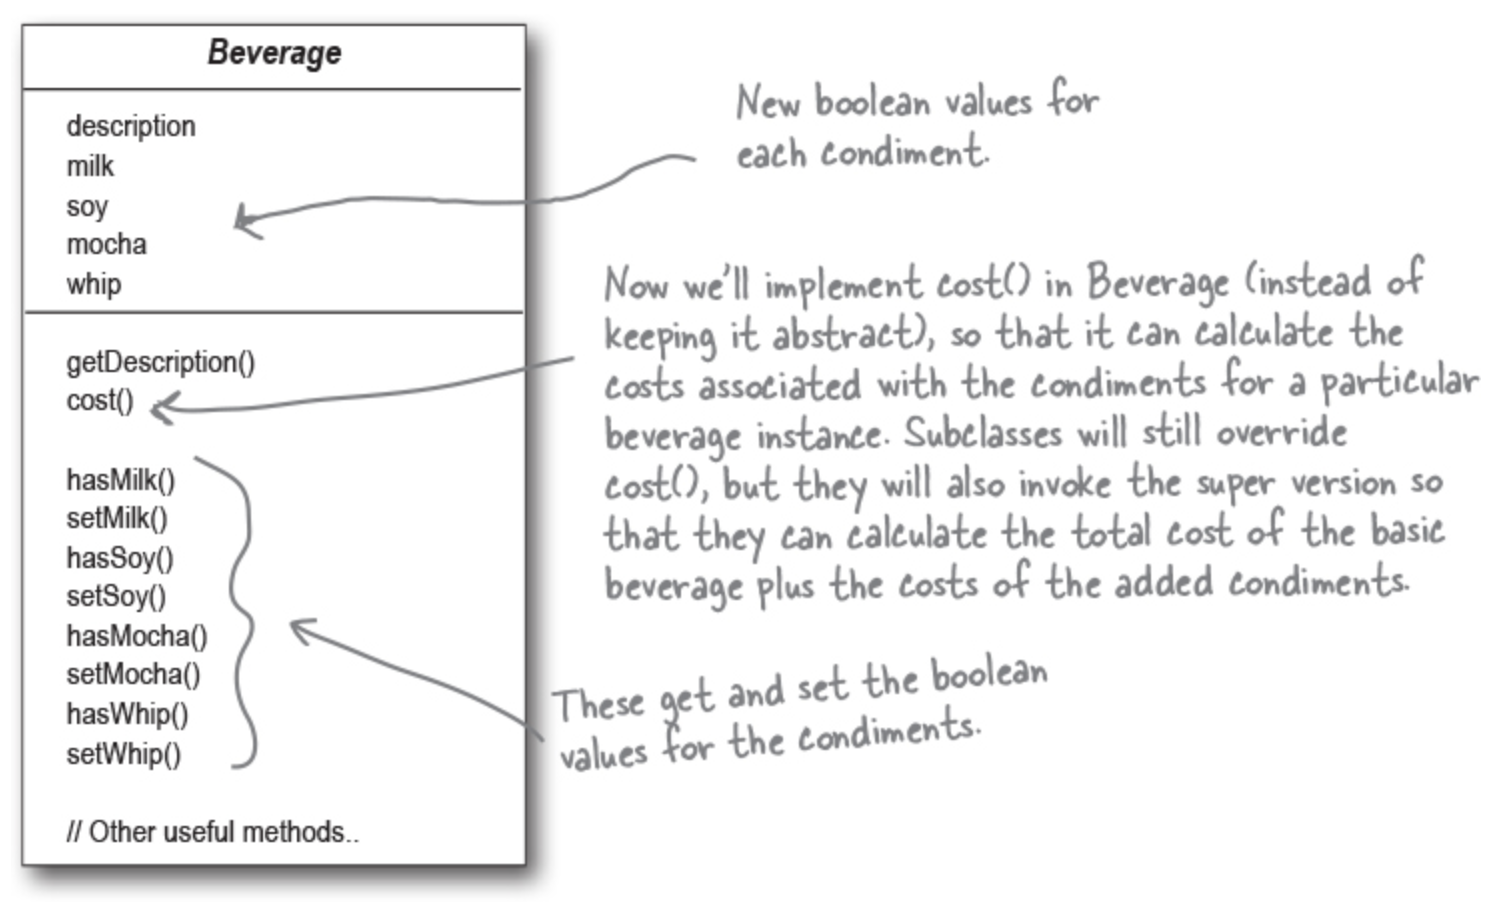 Beverage
description
milk
soy
mocha
whip
getDescription()
cost()
hasMilk()
setMilk()
hasSoy()
setSoy()
hasMocha()
setMocha()
hasWhip()
setWhip()
// Other useful methods..
New boolean values for
each condiment.
Now we'll implement cost() in Beverage (instead of
keeping it abstract), so that it can calculate the
costs associated with the condiments for a particular
beverage instance. Subclasses will still override
cost(), but they will also invoke the super version so
that they can calculate the total cost of the basic
beverage plus the costs of the added condiments.
These get and set the boolean
values for the condiments.